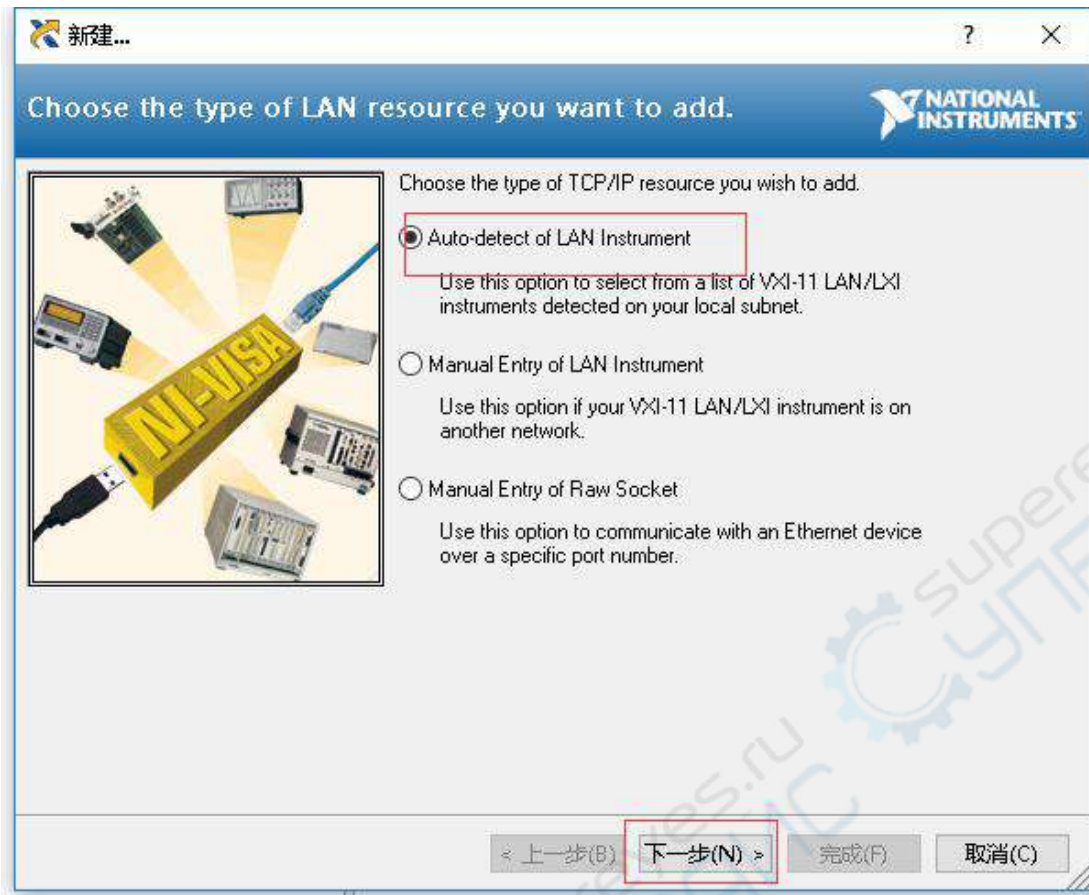 新建...
?
Choose the type of LAN resource you want to add.
NATIONAL
INSTRUMENTS
Choose the type of TCP/IP resource you wish to add.
Auto-detect of LAN Instrument
Use this option to select from a list of VXI-11 LAN/LXI
instruments detected on your local subnet.
Manual Entry of LAN Instrument
Use this option if your VXI-11 LAN/LXI instrument is on
another network.
Manual Entry of Raw Socket
Use this option to communicate with an Ethernet device
over a specific port number.
NI-VISA
< 上一步(B)
下一步(N) >
完成(F)
取消(C)